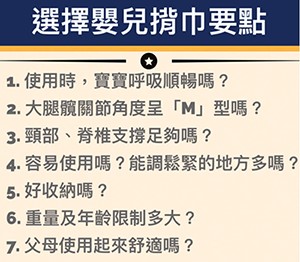 選擇嬰兒揹巾要點
1. 使用時，寶寶呼吸順暢嗎？
2. 大腿髖關節角度呈「M」型嗎？
3. 頸部、脊椎支撐足夠嗎？
4. 容易使用嗎？能調鬆緊的地方多嗎？
5. 好收納嗎？
6. 重量及年齡限制多大？
7. 父母使用起來舒適嗎？